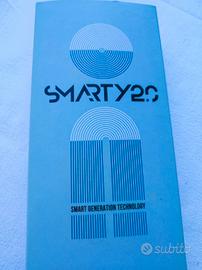 SMARTY2.0
SMART GENERATION TECHNOLOGY
subito